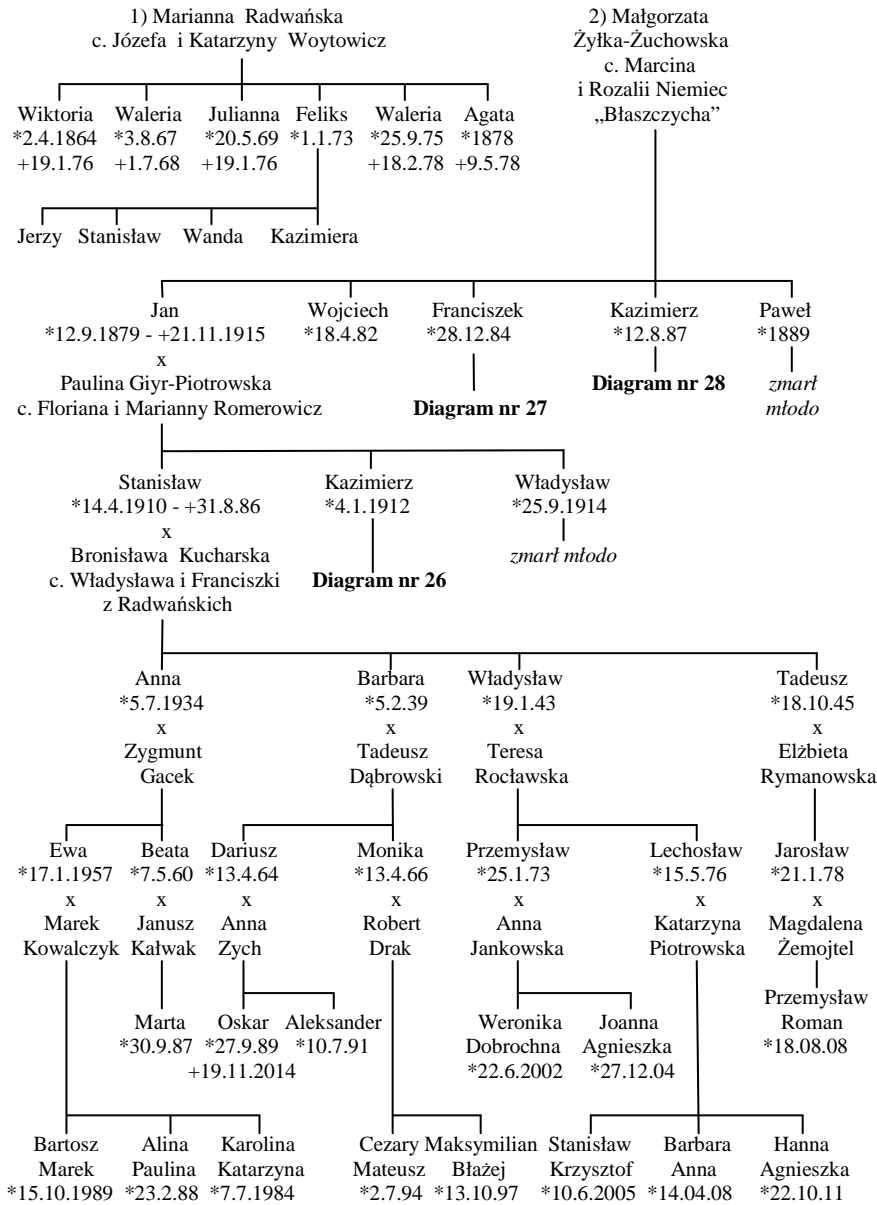 1) Marianna Radwańska
c. Józefa i Katarzyny Woytowicz
2) Małgorzata
Żyłka-Żuchowska
c. Marcina
i Rozalii Niemiec
„Błaszczycha”
Wiktoria Waleria Julianna Feliks Waleria Agata
*2.4.1864 *3.8.67 *20.5.69 *1.1.73 *25.9.75 *1878
+19.1.76 +1.7.68 +19.1.76 +18.2.78 +9.5.78
Jerzy Stanisław Wanda Kazimiera
Jan Wojciech Franciszek Kazimierz Paweł
*12.9.1879 - +21.11.1915 *18.4.82 *28.12.84 *12.8.87 *1889
x
Paulina Giyr-Piotrowska
c. Floriana i Marianny Romerowicz
Diagram nr 27
Diagram nr 28
zmarł
młodo
Stanisław Kazimierz Władysław
*14.4.1910 - +31.8.86 *4.1.1912 *25.9.1914
x
Bronisława Kucharska
c. Władysława i Franciszki
z Radwańskich
Diagram nr 26
zmarł młodo
Anna Barbara Władysław Tadeusz
*5.7.1934 *5.2.39 *19.1.43 *18.10.45
x x x x
Zygmunt Tadeusz Teresa Elżbieta
Gacek Dąbrowski Rocławska Rymanowska
Ewa Beata Dariusz Monika Przemysław Lechosław Jarosław
*17.1.1957 *7.5.60 *13.4.64 *13.4.66 *25.1.73 *15.5.76 *21.1.78
x x x x x x x
Marek Janusz Anna Robert Anna Katarzyna Magdalena
Kowalczyk Kałwak Zych Drak Jankowska Piotrowska Żemojtel
Marta Oskar Aleksander Weronika Joanna Przemysław
*30.9.87 *27.9.89 *10.7.91 Dobrochna Agnieszka Roman
+19.11.2014 *22.6.2002 *27.12.04 *18.08.08
Bartosz Alina Karolina Cezary Maksymilian Stanisław Barbara Hanna
Marek Paulina Katarzyna Mateusz Błażej Krzysztof Anna Agnieszka
*15.10.1989 *23.2.88 *7.7.1984 *2.7.94 *13.10.97 *10.6.2005 *14.04.08 *22.10.11